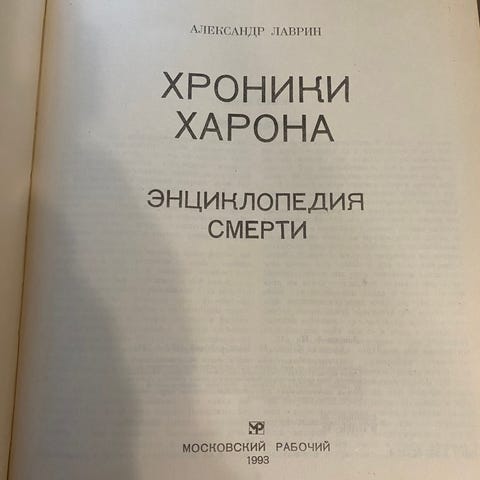 АЛЕКСАНДР ЛАВРИН
ХРОНИКИ
ХАРОНА
ЭНЦИКЛОПЕДИЯ
СМЕРТИ
МОСКОВСКИЙ РАБОЧИЙ
1993